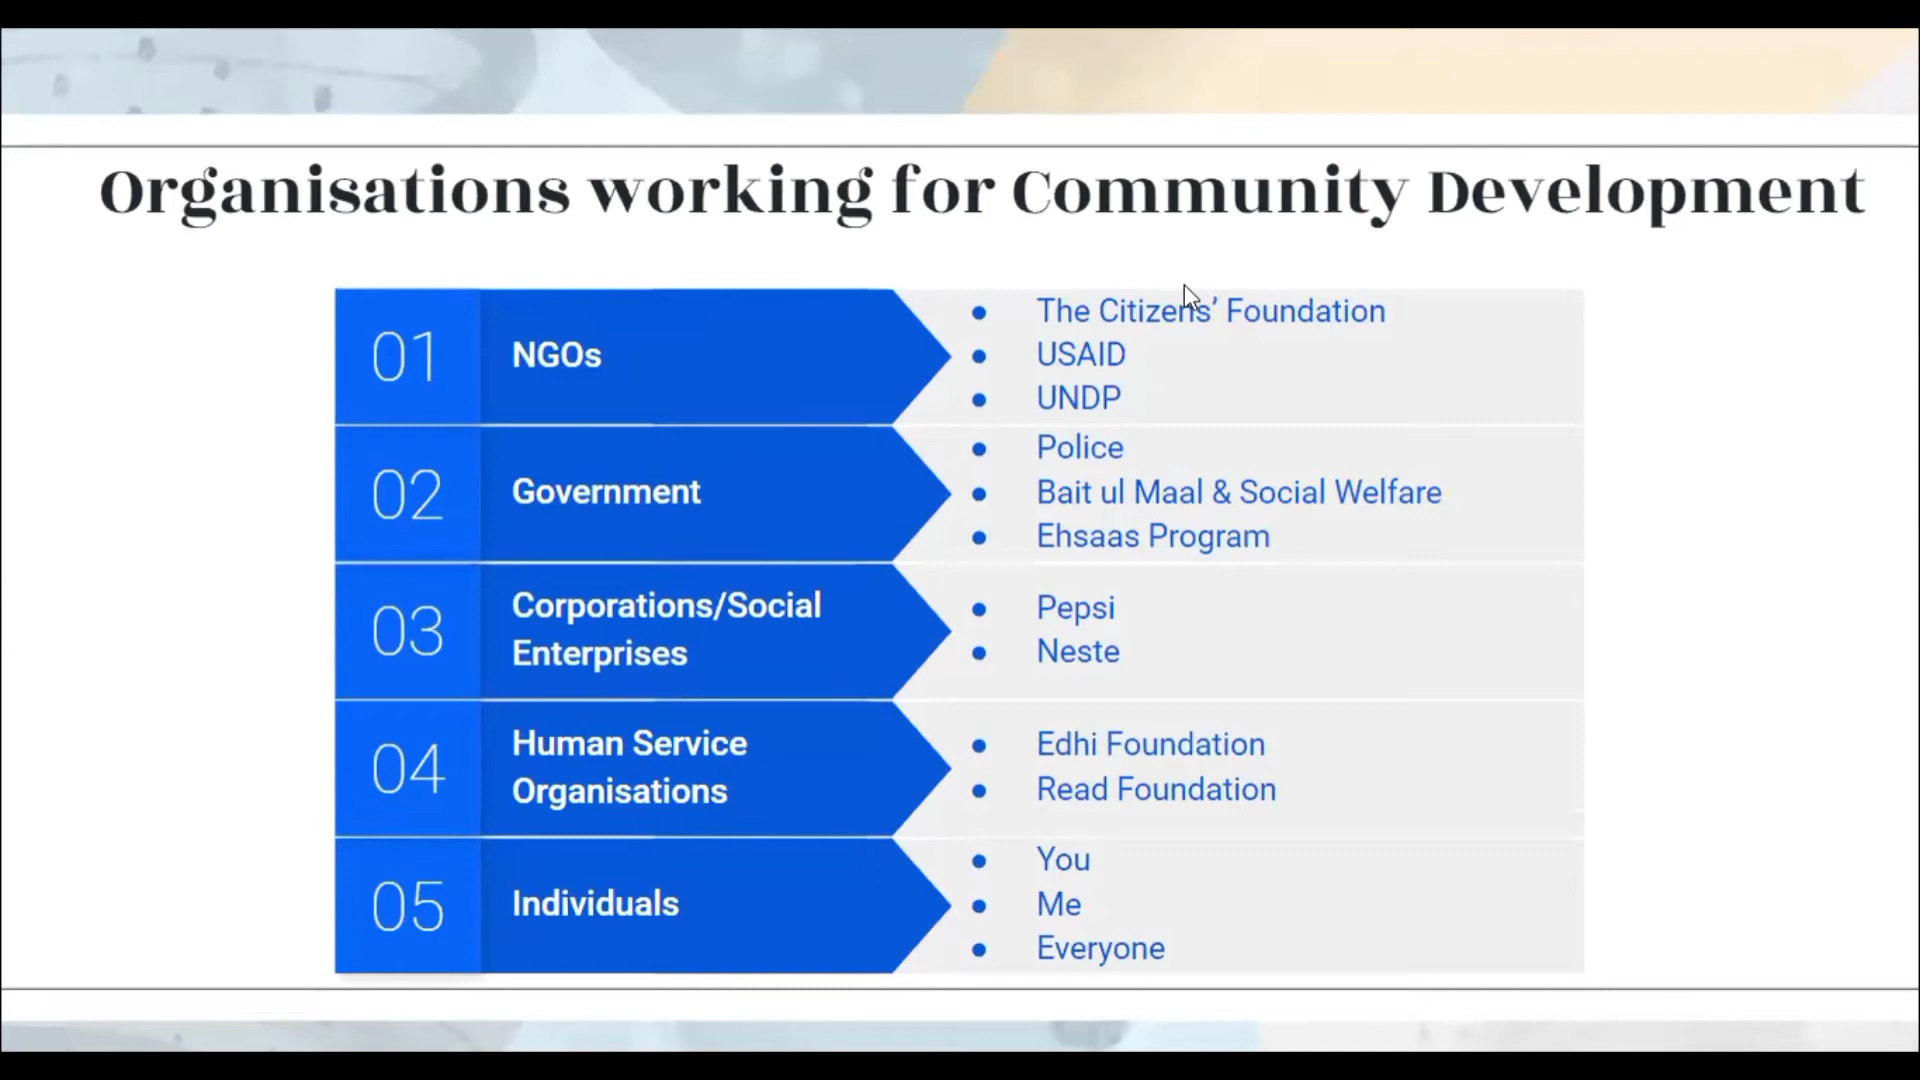 Organisations working for Community Development
01
NGOs
● The Citizens’ Foundation
● USAID
● UNDP
02
Government
● Police
● Bait ul Maal & Social Welfare
● Ehsaas Program
03
Corporations/Social
Enterprises
● Pepsi
● Neste
04
Human Service
Organisations
● Edhi Foundation
● Read Foundation
05
Individuals
● You
● Me
● Everyone